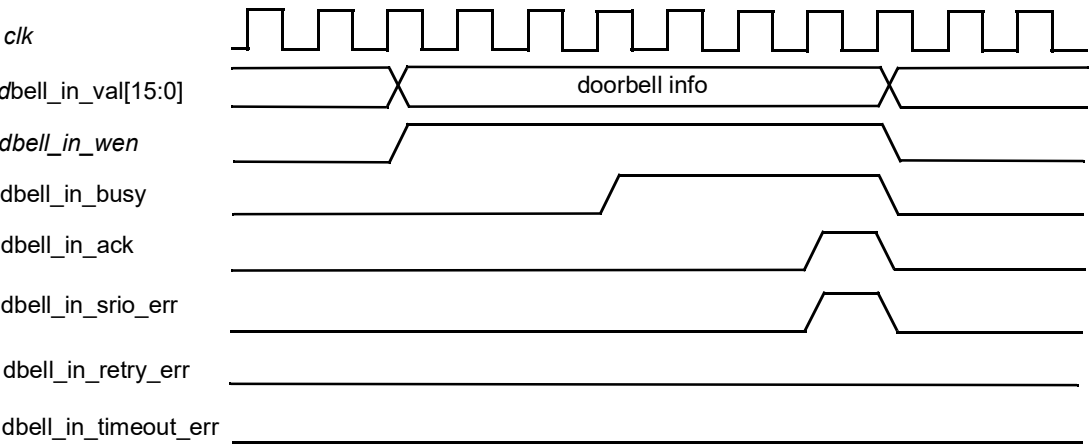 clk
dbell_in_val[15:0]
doorbell info
dbell_in_wen
dbell_in_busy
dbell_in_ack
dbell_in_srio_err
dbell_in_retry_err
dbell_in_timeout_err